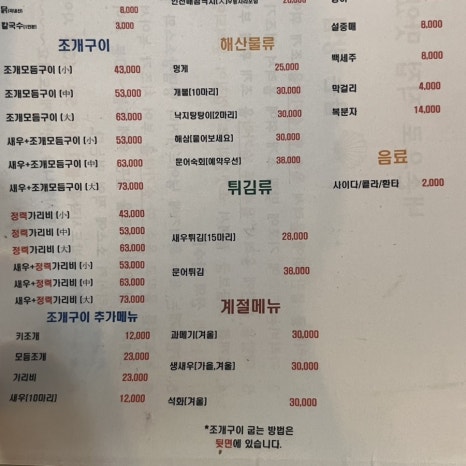 8,000
칼국수(1인분) 3,000
조개구이
조개모듬구이 (小) 43,000
조개모듬구이 (中) 53,000
조개모듬구이 (大) 63,000
새우+조개모듬구이 (小) 53,000
새우+조개모듬구이 (中) 63,000
새우+조개모듬구이 (大) 73,000
정력가리비 (小) 43,000
정력가리비 (中) 53,000
정력가리비 (大) 63,000
새우+정력가리비 (小) 53,000
새우+정력가리비 (中) 63,000
새우+정력가리비 (大) 73,000
조개구이 추가메뉴
키조개 12,000
모듬조개 23,000
가리비 23,000
새우(10마리) 12,000
해산물류
멍게 25,000
개불(10마리) 30,000
낙지탕탕이(2마리) 30,000
해삼(물어보세요) 30,000
문어숙회(예약우선) 38,000
튀김류
새우튀김(15마리) 28,000
문어튀김 38,000
계절메뉴
과메기(겨울) 30,000
생새우(가을,겨울) 30,000
석화(겨울) 30,000
*조개구이 굽는 방법은
뒷면에 있습니다.
설중매 8,000
백세주 8,000
막걸리 4,000
복분자 14,000
음료
사이다/콜라/환타 2,000